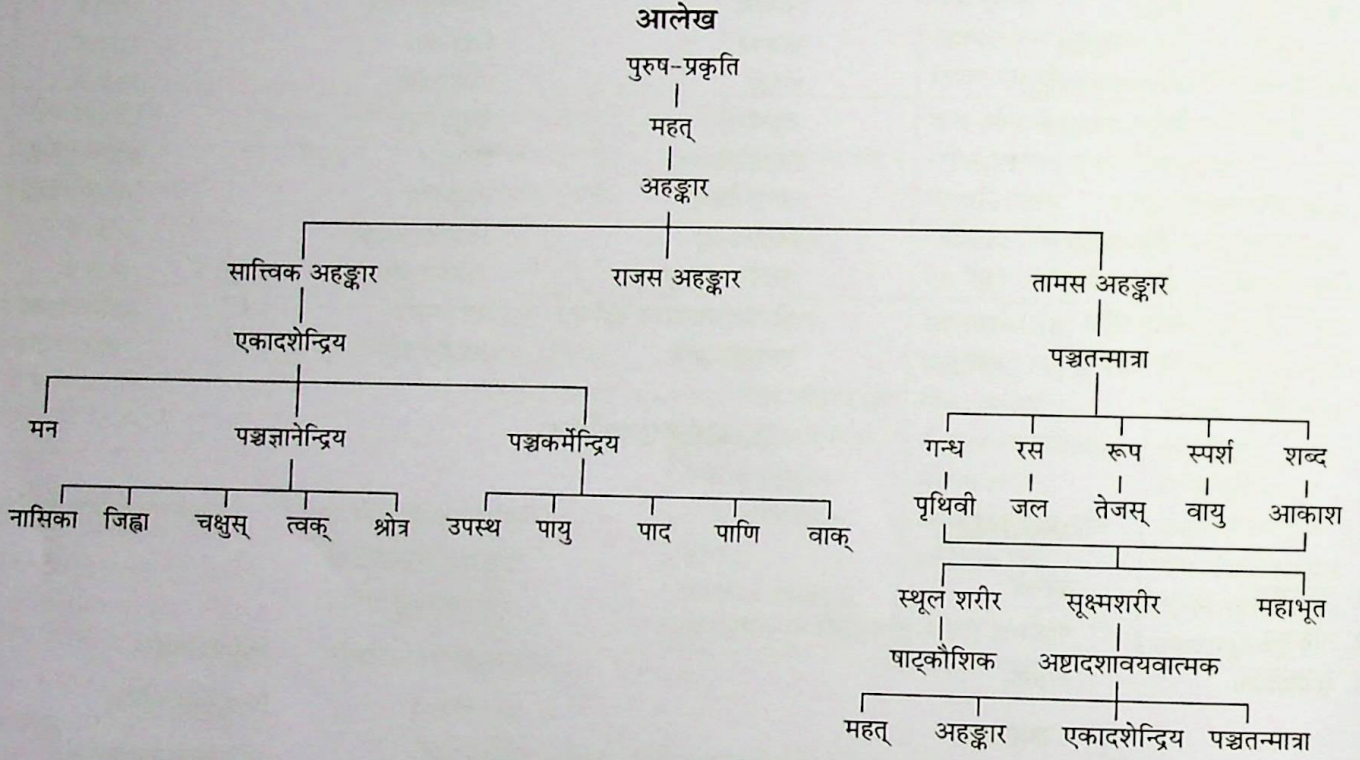 आलेख
पुरुष-प्रकृति
महत्
अहङ्कार
सात्त्विक अहङ्कार राजस अहङ्कार तामस अहङ्कार
एकादशेन्द्रिय पञ्चतन्मात्रा
मन पञ्चज्ञानेन्द्रिय पञ्चकर्मेन्द्रिय गन्ध रस रूप स्पर्श शब्द
नासिका जिह्वा चक्षुस् त्वक् श्रोत्र उपस्थ पायु पाद पाणि वाक् पृथिवी जल तेजस् वायु आकाश
स्थूल शरीर सूक्ष्मशरीर महाभूत
षाट्कौशिक अष्टादशावयवात्मक
महत् अहङ्कार एकादशेन्द्रिय पञ्चतन्मात्रा